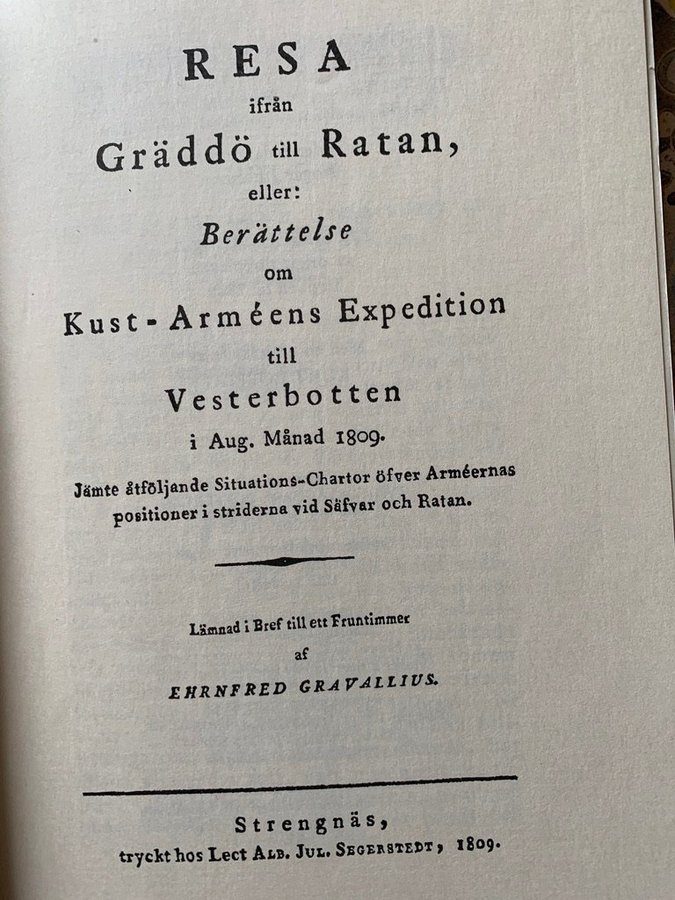 RESA
ifrån
Gräddö till Ratan,
eller:
Berättelse
om
Kust-Arméens Expedition
till
Vesterbotten
i Aug. Månad 1809.
Jämte åtföljande Situations-Chartor öfver Arméernas
positioner i striderna vid Säfvar och Ratan.
Lämnad i Bref till ett Fruntimmer
af
EHRNFRED GRAVALLIUS.
Strengnäs,
tryckt hos Lect ALB. JUL. SEGERSTEDT, 1809.